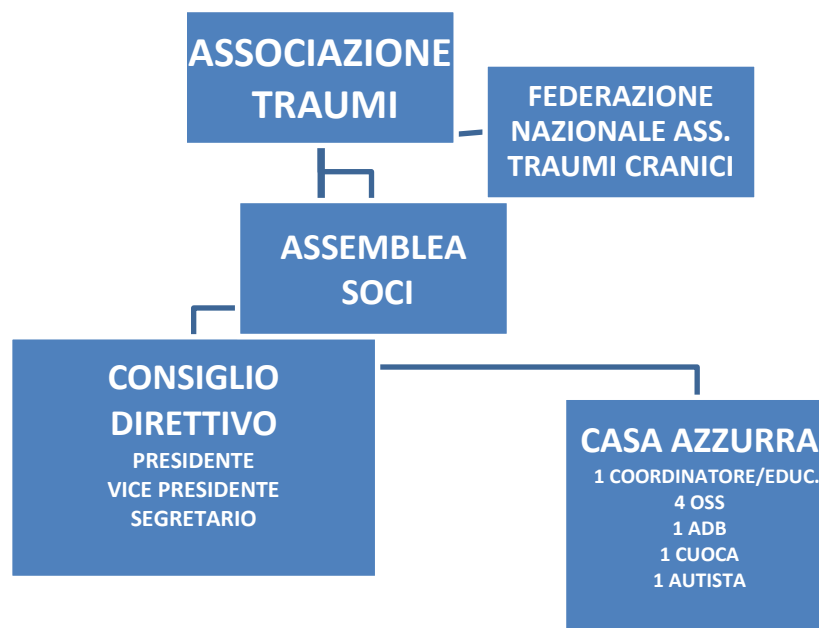 ASSOCIAZIONE
TRAUMI
FEDERAZIONE
NAZIONALE ASS.
TRAUMI CRANICI
ASSEMBLEA
SOCI
CONSIGLIO
DIRETTIVO
PRESIDENTE
VICE PRESIDENTE
SEGRETARIO
CASA AZZURRA
1 COORDINATORE/EDUC.
4 OSS
1 ADB
1 CUOCA
1 AUTISTA